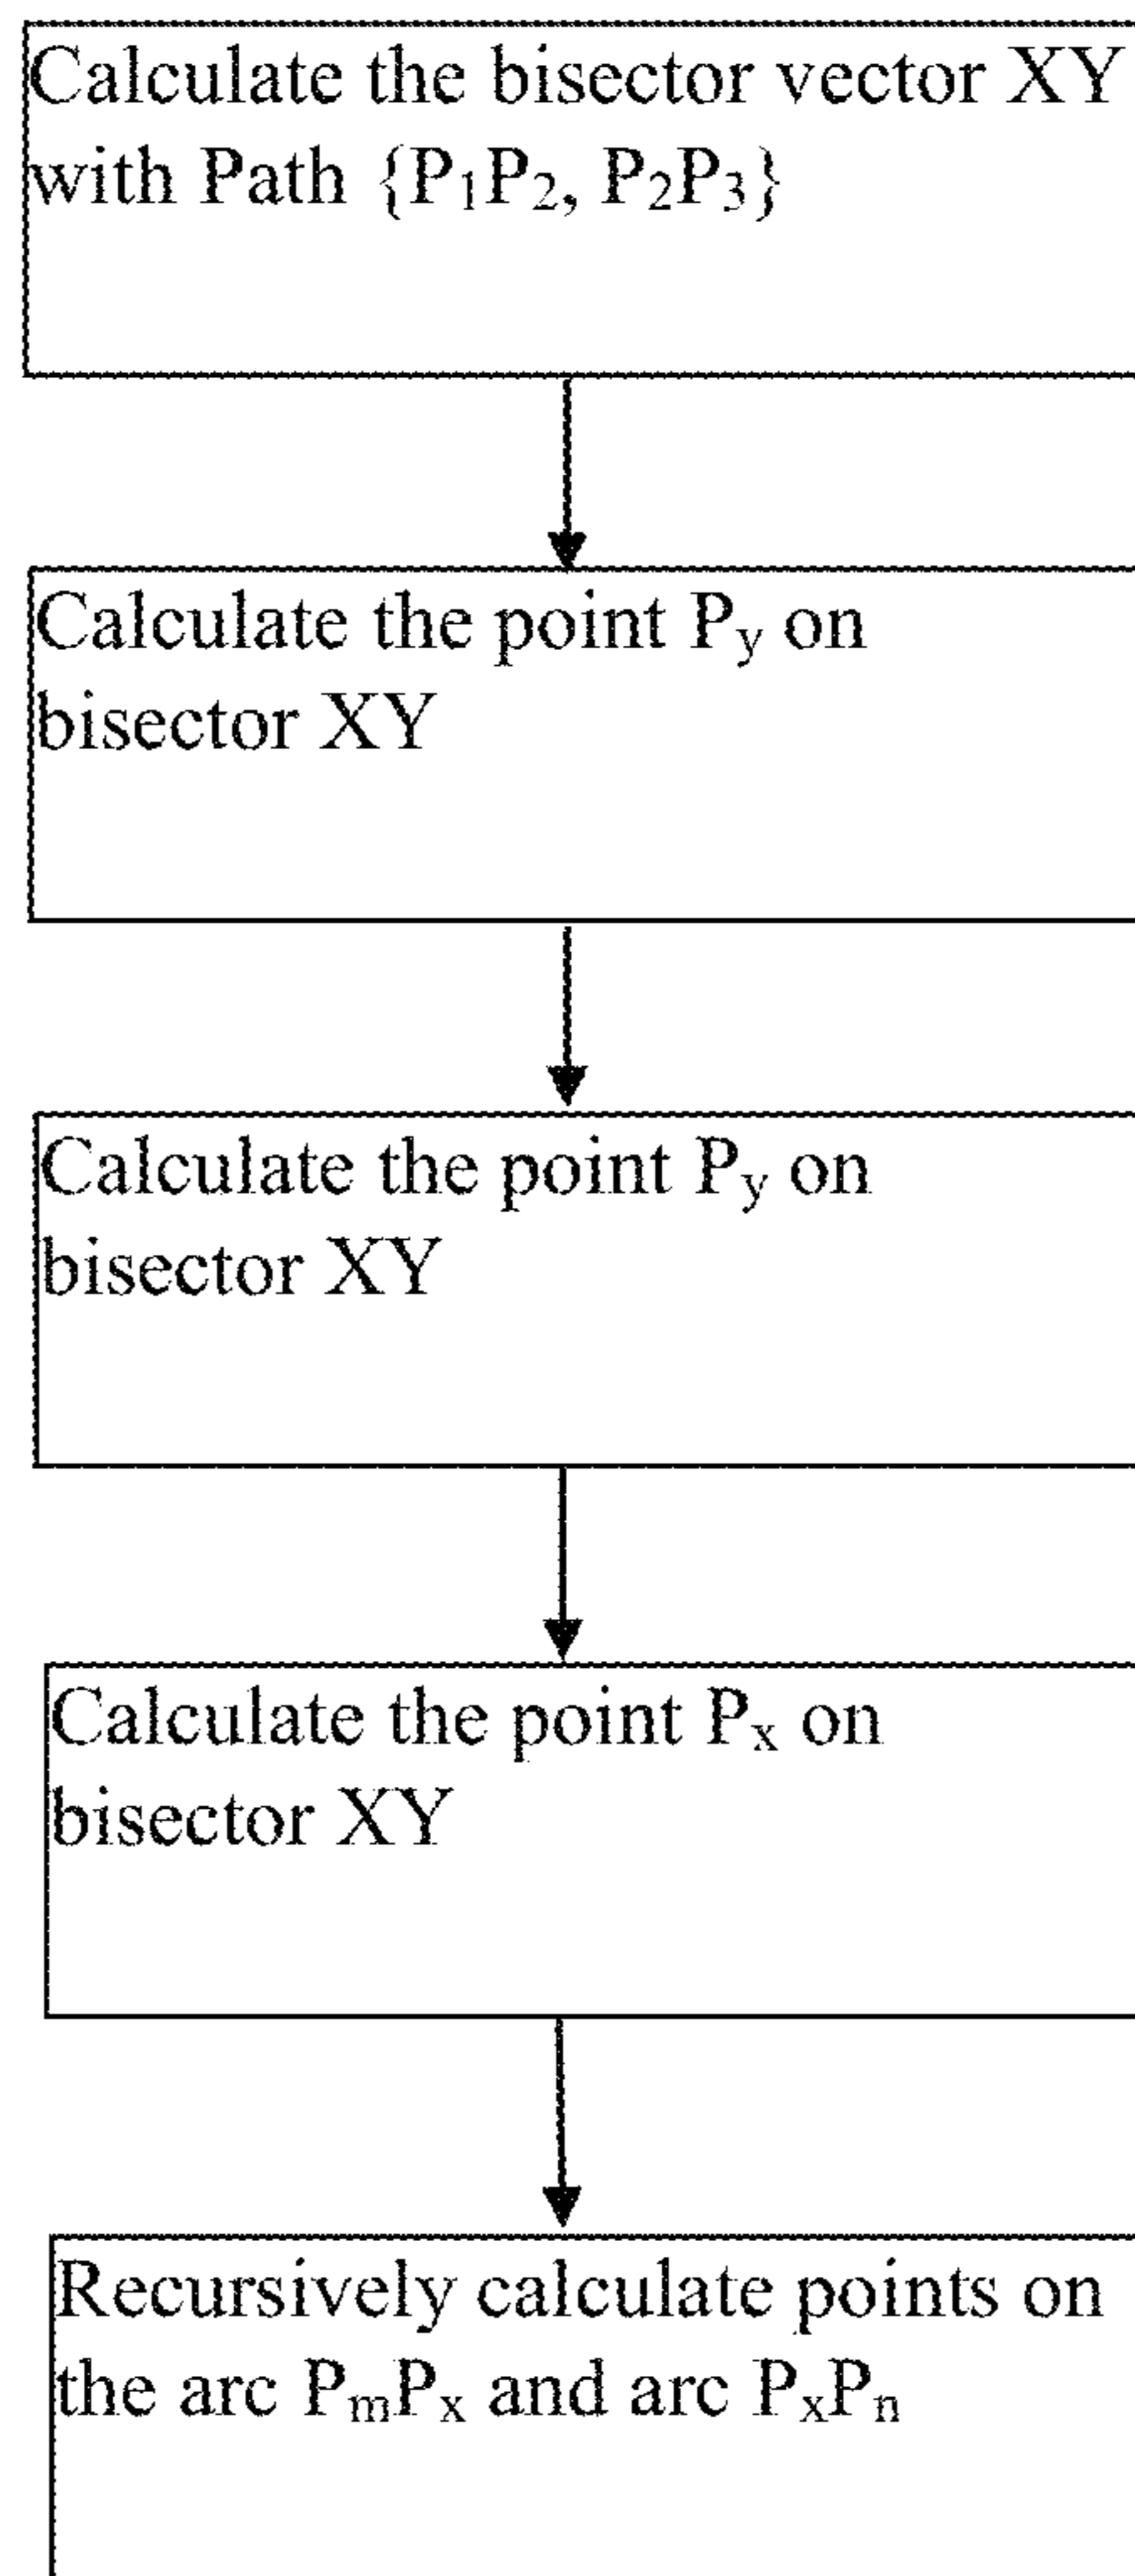 Calculate the bisector vector XY
with Path {P₁P₂, P₂P₃}
Calculate the point Pᵧ on
bisector XY
Calculate the point Pᵧ on
bisector XY
Calculate the point Pₓ on
bisector XY
Recursively calculate points on
the arc PₘPₓ and arc PₓPₙ